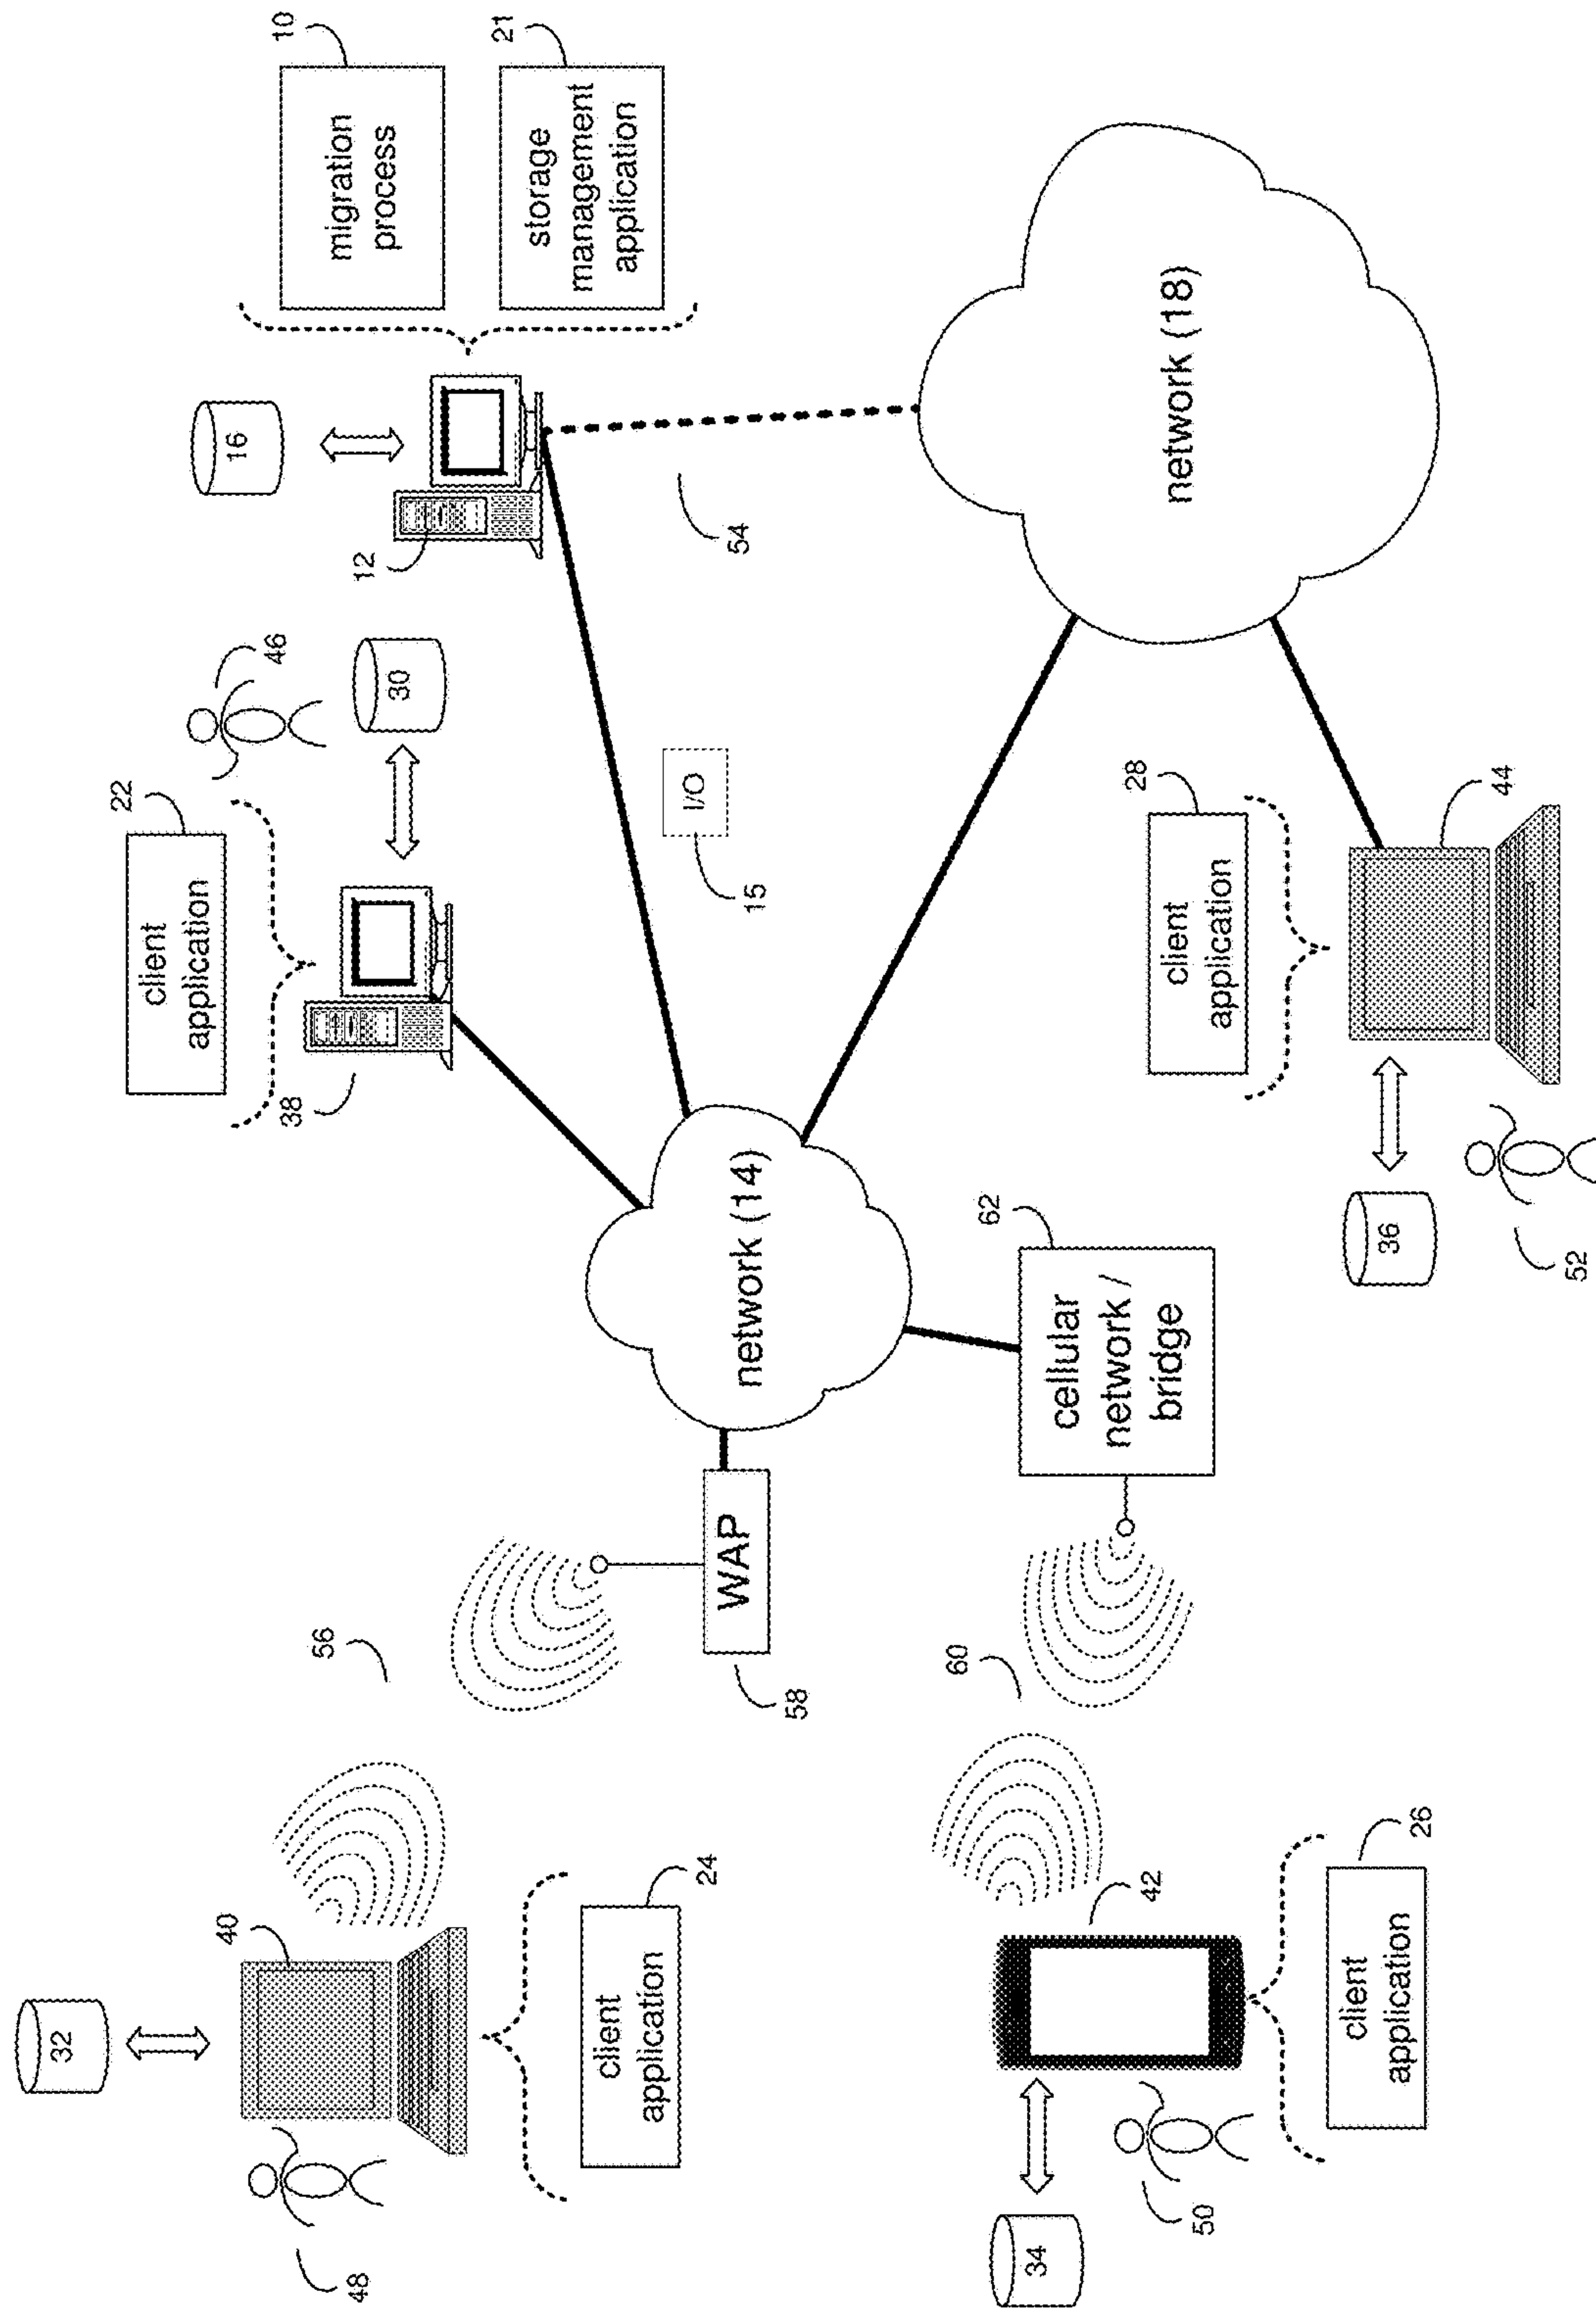 32
40
48
client
application
24
56
WAP
58
34
42
50
client
application
26
60
cellular
network /
bridge
62
network (14)
client
application
22
38
46
30
I/O
15
16
12
migration
process
10
storage
management
application
21
54
network (18)
client
application
28
44
36
52